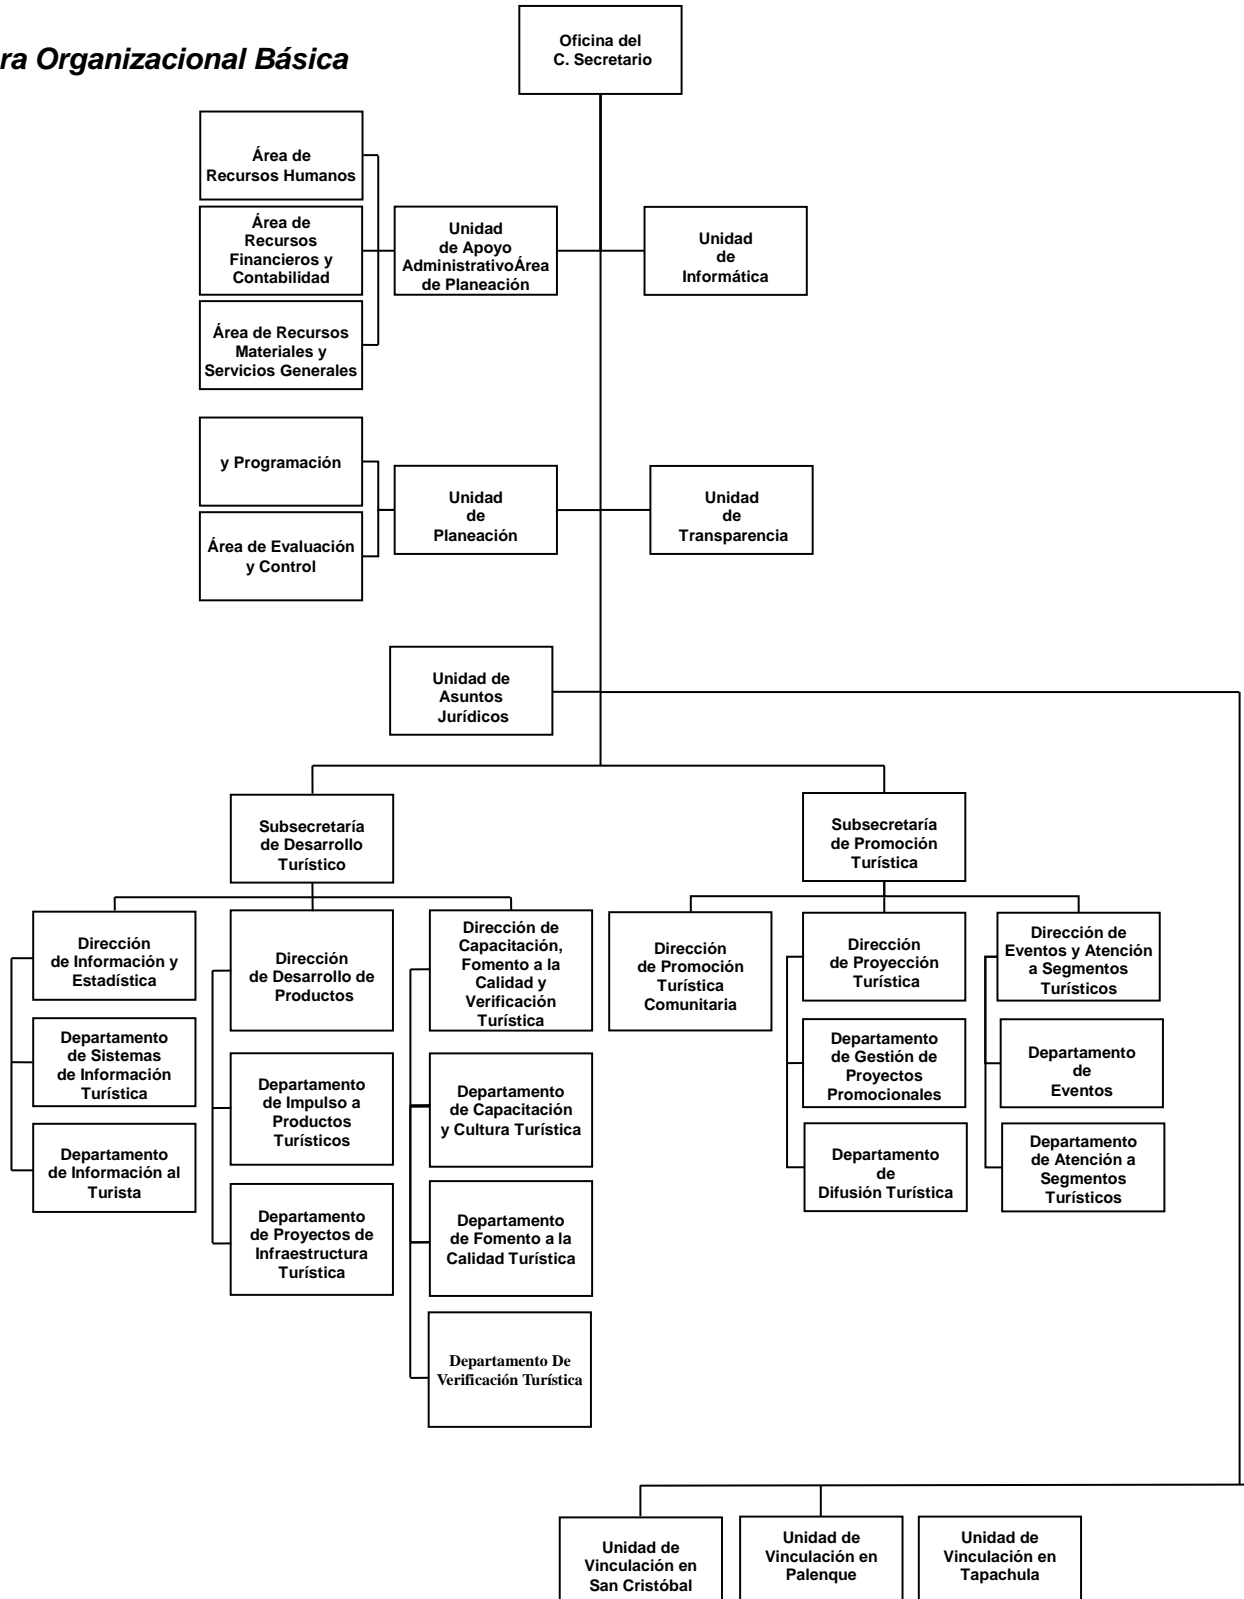 Oficina del
C. Secretario
ra Organizacional Básica
Área de
Recursos Humanos
Área de
Recursos
Financieros y
Contabilidad
Área de Recursos
Materiales y
Servicios Generales
Unidad
de Apoyo
AdministrativoÁrea
de Planeación
Unidad
de
Informática
y Programación
Área de Evaluación
y Control
Unidad
de
Planeación
Unidad
de
Transparencia
Unidad de
Asuntos
Jurídicos
Subsecretaría
de Desarrollo
Turístico
Subsecretaría
de Promoción
Turística
Dirección
de Información y
Estadística
Departamento
de Sistemas
de Información
Turística
Departamento
de Información al
Turista
Dirección
de Desarrollo de
Productos
Departamento
de Impulso a
Productos
Turísticos
Departamento
de Proyectos de
Infraestructura
Turística
Dirección de
Capacitación,
Fomento a la
Calidad y
Verificación
Turística
Departamento
de Capacitación
y Cultura Turística
Departamento
de Fomento a la
Calidad Turística
Departamento De
Verificación Turística
Dirección
de Promoción
Turística
Comunitaria
Dirección
de Proyección
Turística
Departamento
de Gestión de
Proyectos
Promocionales
Departamento
de
Difusión Turística
Dirección de
Eventos y Atención
a Segmentos
Turísticos
Departamento
de
Eventos
Departamento
de Atención a
Segmentos
Turísticos
Unidad de
Vinculación en
San Cristóbal
Unidad de
Vinculación en
Palenque
Unidad de
Vinculación en
Tapachula